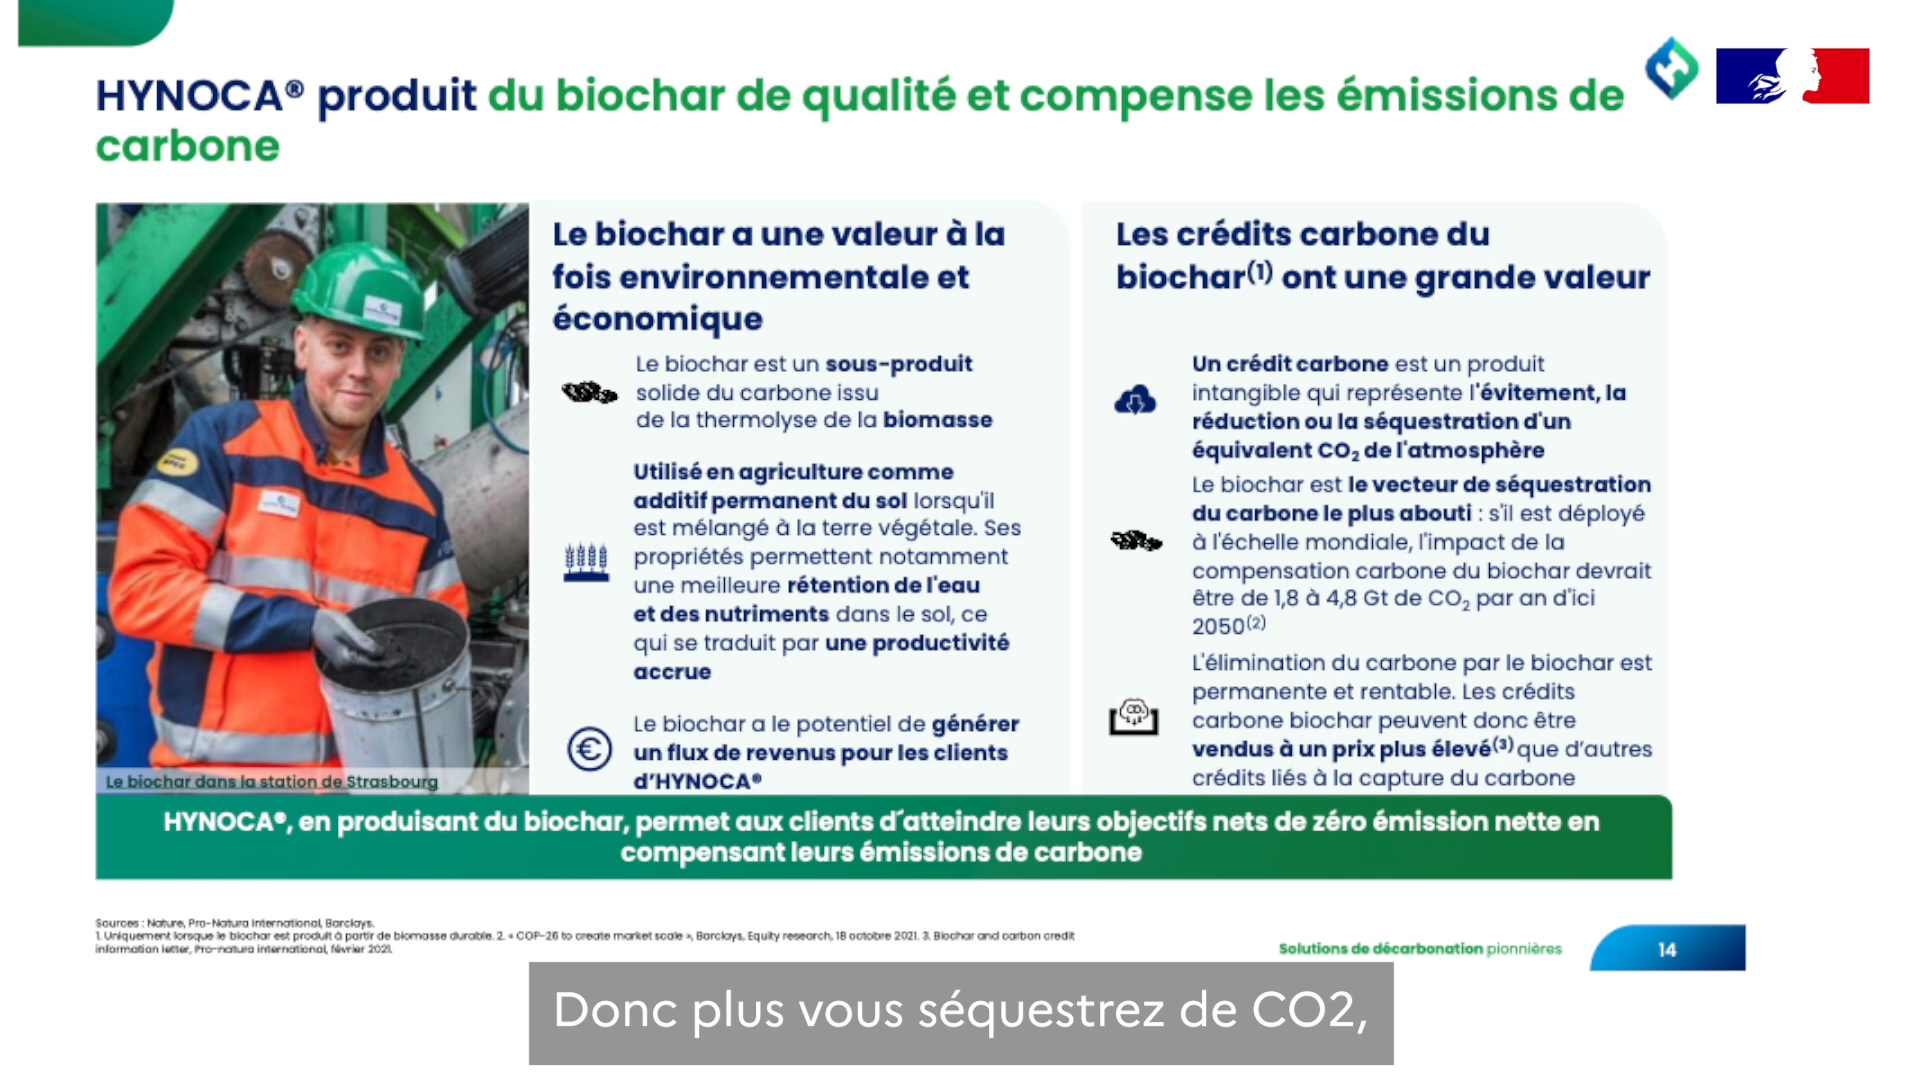 HYNOCA® produit du biochar de qualité et compense les émissions de
carbone
Le biochar dans la station de Strasbourg
Le biochar a une valeur à la
fois environnementale et
économique
Le biochar est un sous-produit
solide du carbone issu
de la thermolyse de la biomasse
Utilisé en agriculture comme
additif permanent du sol lorsqu'il
est mélangé à la terre végétale. Ses
propriétés permettent notamment
une meilleure rétention de l'eau
et des nutriments dans le sol, ce
qui se traduit par une productivité
accrue
Le biochar a le potentiel de générer
un flux de revenus pour les clients
d’HYNOCA®
Les crédits carbone du
biochar(1) ont une grande valeur
Un crédit carbone est un produit
intangible qui représente l'évitement, la
réduction ou la séquestration d'un
équivalent CO₂ de l'atmosphère
Le biochar est le vecteur de séquestration
du carbone le plus abouti : s'il est déployé
à l'échelle mondiale, l'impact de la
compensation carbone du biochar devrait
être de 1,8 à 4,8 Gt de CO₂ par an d'ici
2050(2)
CO₂
L'élimination du carbone par le biochar est
permanente et rentable. Les crédits
carbone biochar peuvent donc être
vendus à un prix plus élevé(3) que d’autres
crédits liés à la capture du carbone
HYNOCA®, en produisant du biochar, permet aux clients d´atteindre leurs objectifs nets de zéro émission nette en
compensant leurs émissions de carbone
Sources : Nature, Pro-Natura International, Barclays.
1. Uniquement lorsque le biochar est produit à partir de biomasse durable. 2. « COP-26 to create market scale », Barclays, Equity research, 18 octobre 2021. 3. Biochar and carbon credit
information letter, Pro-natura international, février 2021.
Solutions de décarbonation pionnières
14
Donc plus vous séquestrez de CO2,